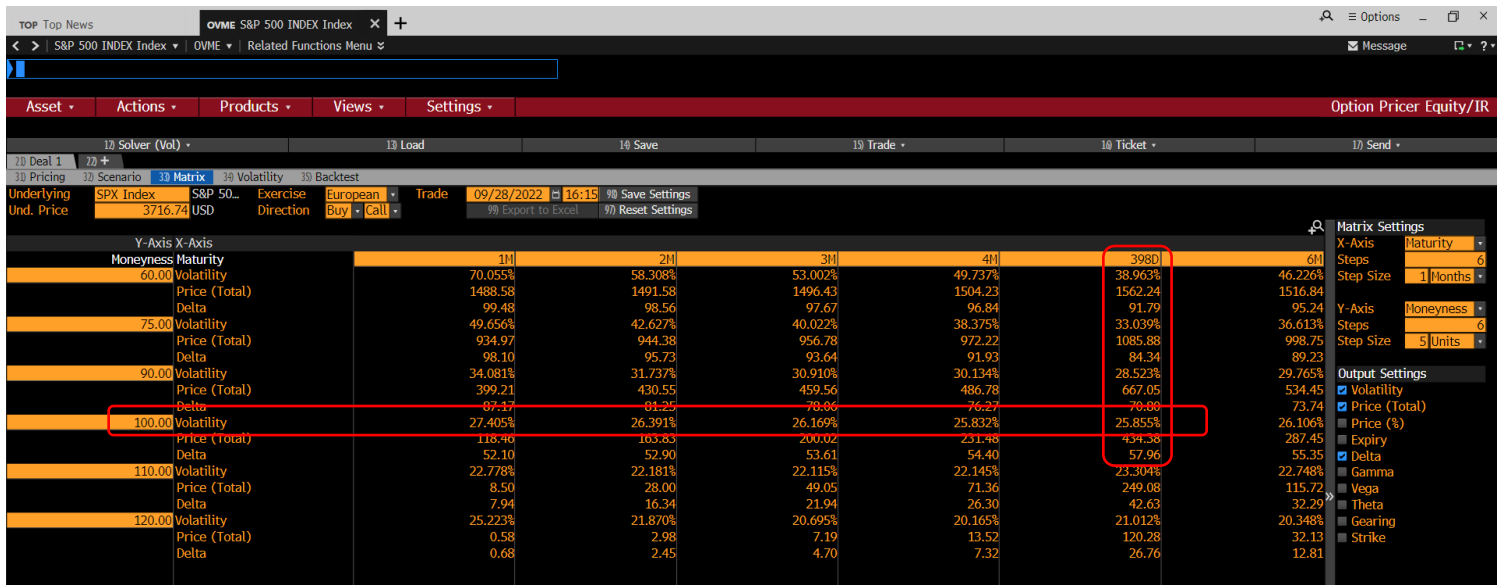 TOP Top News OVME S&P 500 INDEX Index × + Options _ ×
< > S&P 500 INDEX Index ▾ OVME ▾ Related Functions Menu Message ? ▾
Asset ▾ Actions ▾ Products ▾ Views ▾ Settings ▾ Option Pricer Equity/IR
12) Solver (Vol) ▾ 13) Load 14) Save 15) Trade ▾ 16) Ticket ▾ 17) Send ▾
21) Deal 1 22) +
31) Pricing 32) Scenario 33) Matrix 34) Volatility 35) Backtest
Underlying SPX Index S&P 50... Exercise European Trade 09/28/2022 16:15 98) Save Settings
Und. Price 3716.74 USD Direction Buy Call 99) Export to Excel 97) Reset Settings
Matrix Settings
Y-Axis X-Axis X-Axis Maturity
Moneyness Maturity 1M 2M 3M 4M 398D 6M Steps 6
60.00 Volatility 70.055% 58.308% 53.002% 49.737% 38.963% 46.226% Step Size 1 Months
Price (Total) 1488.58 1491.58 1496.43 1504.23 1562.24 1516.84
Delta 99.48 98.56 97.67 96.84 91.79 95.24 Y-Axis Moneyness
75.00 Volatility 49.656% 42.627% 40.022% 38.375% 33.039% 36.613% Steps 6
Price (Total) 934.97 944.38 956.78 972.22 1085.88 998.75 Step Size 5 Units
Delta 98.10 95.73 93.64 91.93 84.34 89.23
90.00 Volatility 34.081% 31.737% 30.910% 30.134% 28.523% 29.765% Output Settings
Price (Total) 399.21 430.55 459.56 486.78 667.05 534.45 Volatility
Delta 87.17 81.25 78.06 76.27 70.80 73.74 Price (Total)
100.00 Volatility 27.405% 26.391% 26.169% 25.832% 25.855% 26.106% Price (%)
Price (Total) 118.46 163.83 200.02 231.48 434.38 287.45 Expiry
Delta 52.10 52.90 53.61 54.40 57.96 55.35 Delta
110.00 Volatility 22.778% 22.181% 22.115% 22.145% 23.304% 22.748% Gamma
Price (Total) 8.50 28.00 49.05 71.36 249.08 115.72 Vega
Delta 7.94 16.34 21.94 26.30 42.63 32.29 Theta
120.00 Volatility 25.223% 21.870% 20.695% 20.165% 21.012% 20.348% Gearing
Price (Total) 0.58 2.98 7.19 13.52 120.28 32.13 Strike
Delta 0.68 2.45 4.70 7.32 26.76 12.81